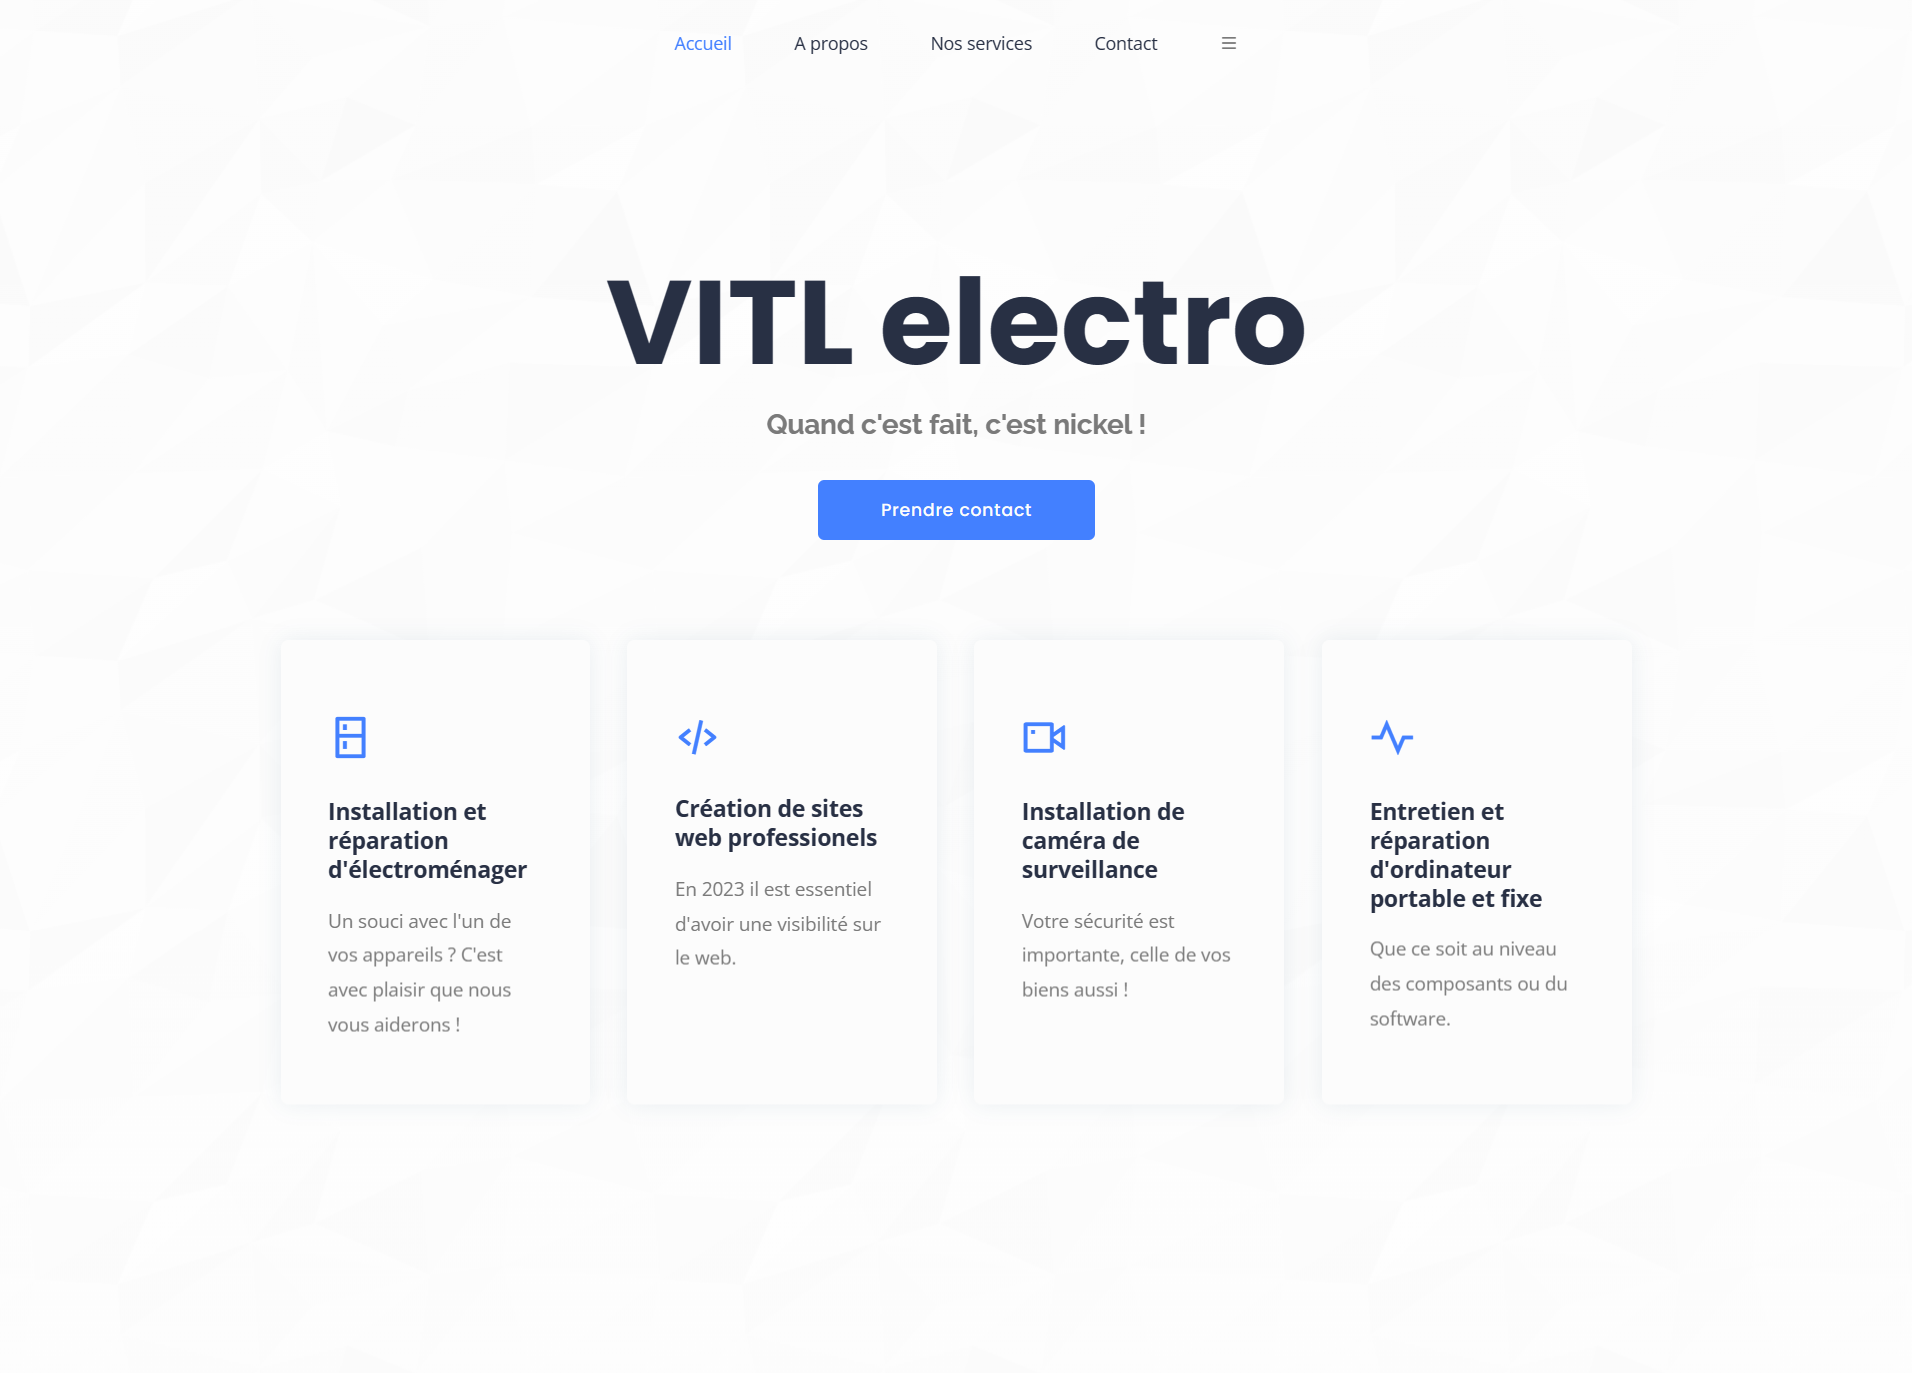 Accueil
A propos
Nos services
Contact
VITL electro
Quand c'est fait, c'est nickel !
Prendre contact
Installation et
réparation
d'électroménager
Un souci avec l'un de
vos appareils ? C'est
avec plaisir que nous
vous aiderons !
Création de sites
web professionels
En 2023 il est essentiel
d'avoir une visibilité sur
le web.
Installation de
caméra de
surveillance
Votre sécurité est
importante, celle de vos
biens aussi !
Entretien et
réparation
d'ordinateur
portable et fixe
Que ce soit au niveau
des composants ou du
software.